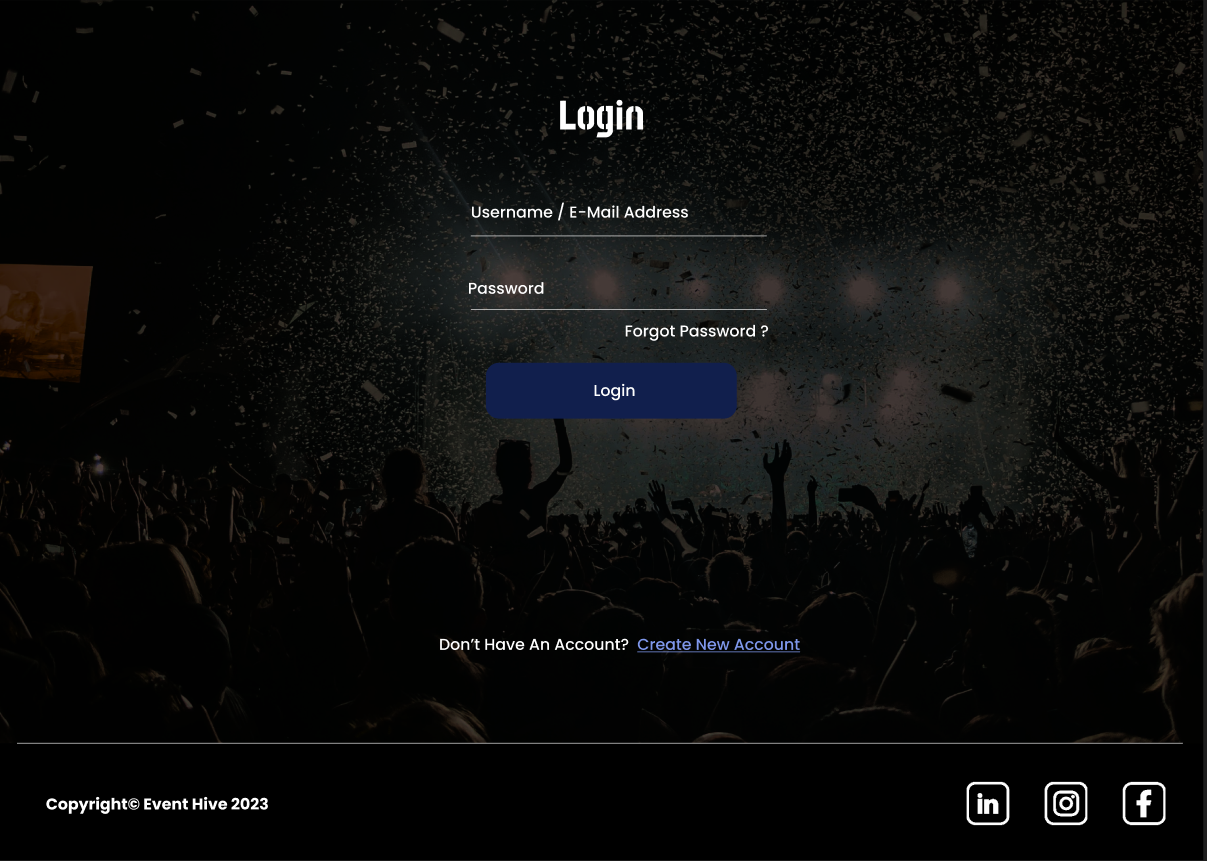 Login
Username / E-Mail Address
Password
Forgot Password ?
Login
Don’t Have An Account? Create New Account
Copyright© Event Hive 2023
in
f